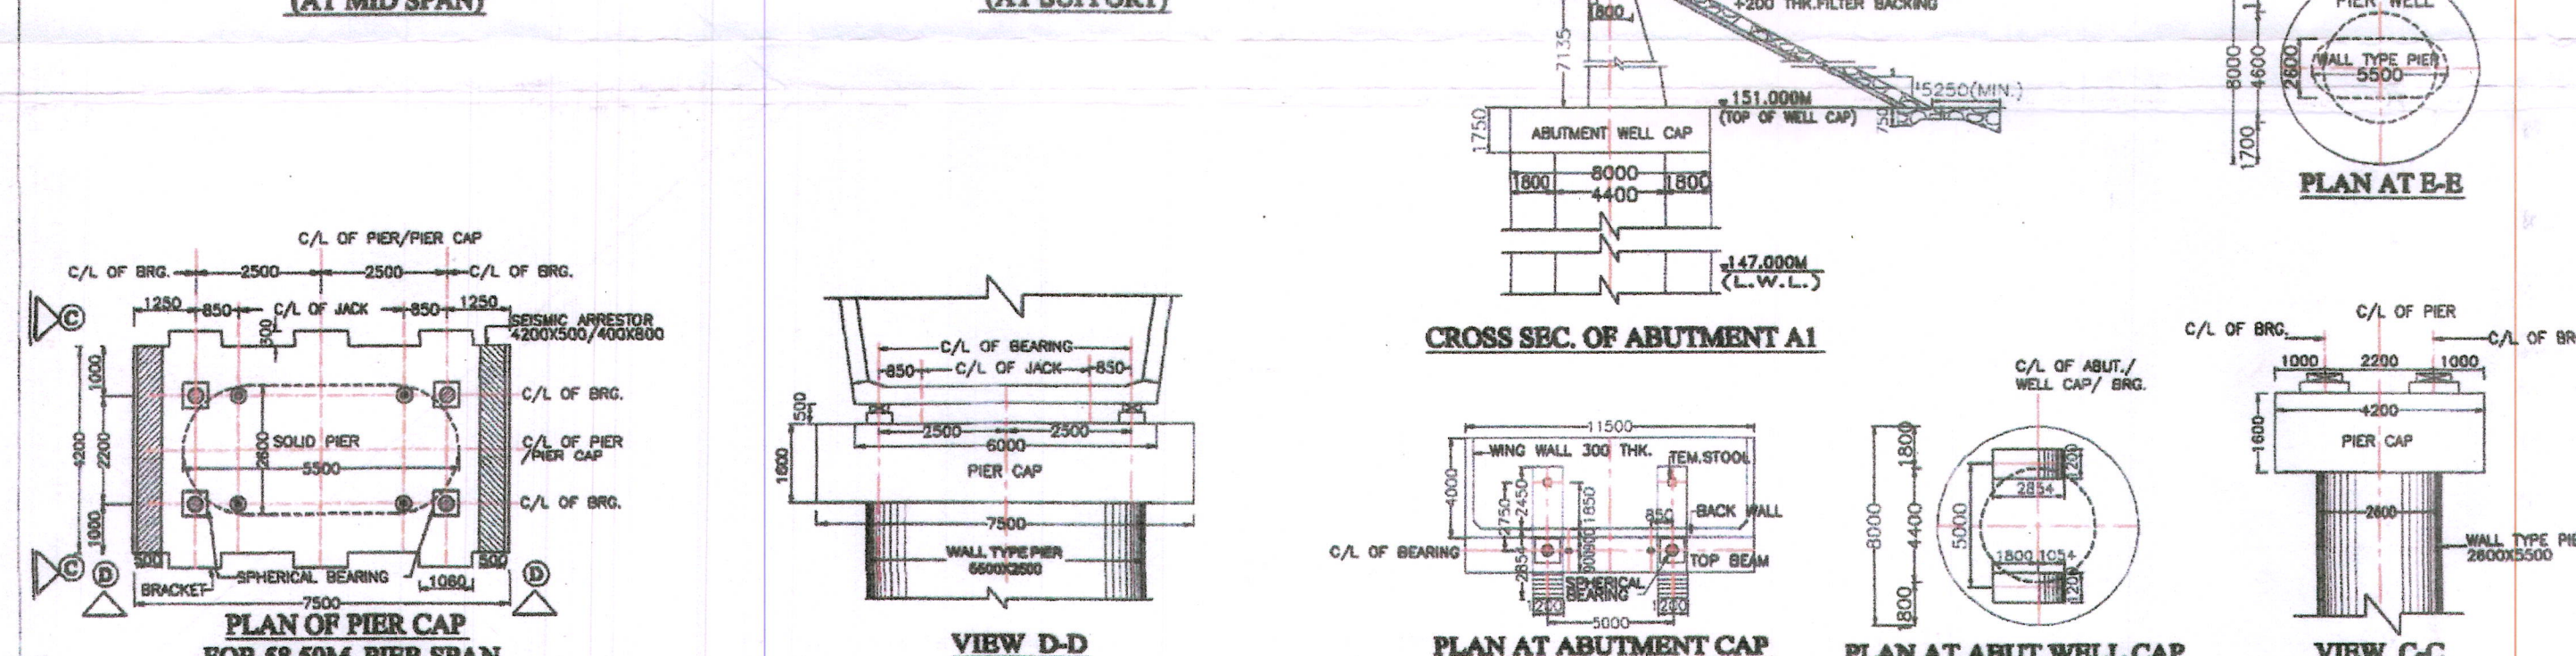 (AT MID SPAN)
(AT SUPPORT)
1800
+200 THK.FILTER BACKING
7135
15250(MIN.)
151.000M
(TOP OF WELL CAP)
750
1750
ABUTMENT WELL CAP
8000
1800
1800
4400
147.000M
(L.W.L.)
CROSS SEC. OF ABUTMENT A1
PIER WELL
8000
4600
2600
WALL TYPE PIER
5500
1700
PLAN AT E-E
C/L OF PIER/PIER CAP
C/L OF BRG.
2500
2500
C/L OF BRG.
1250
850
C/L OF JACK
850
1250
C
300
SEISMIC ARRESTOR
4200X500/400X800
1000
C/L OF BRG.
4200
2200
2600
SOLID PIER
5500
C/L OF PIER
/PIER CAP
C/L OF BRG.
1000
500
500
C
D
BRACKET
SPHERICAL BEARING
1060
D
7500
PLAN OF PIER CAP
FOR 58.50M. PIER SPAN
C/L OF BEARING
850
C/L OF JACK
850
500
2500
2500
6000
1600
PIER CAP
7500
WALL TYPE PIER
VIEW D-D
11500
WING WALL 300 THK.
TEM.STOOL
4000
2750
2450
1850
850
BACK WALL
C/L OF BEARING
2854
TOP BEAM
SPHERICAL
BEARING
1200
1200
5000
PLAN AT ABUTMENT CAP
C/L OF ABUT./
WELL CAP/ BRG.
1800
1200
2854
8000
4400
5000
1800
1054
1200
1800
PLAN AT ABUT WELL CAP
C/L OF PIER
C/L OF BRG.
C/L OF BR
1000
2200
1000
4200
1600
PIER CAP
2600
WALL TYPE PIE
2600X5500
VIEW C-C